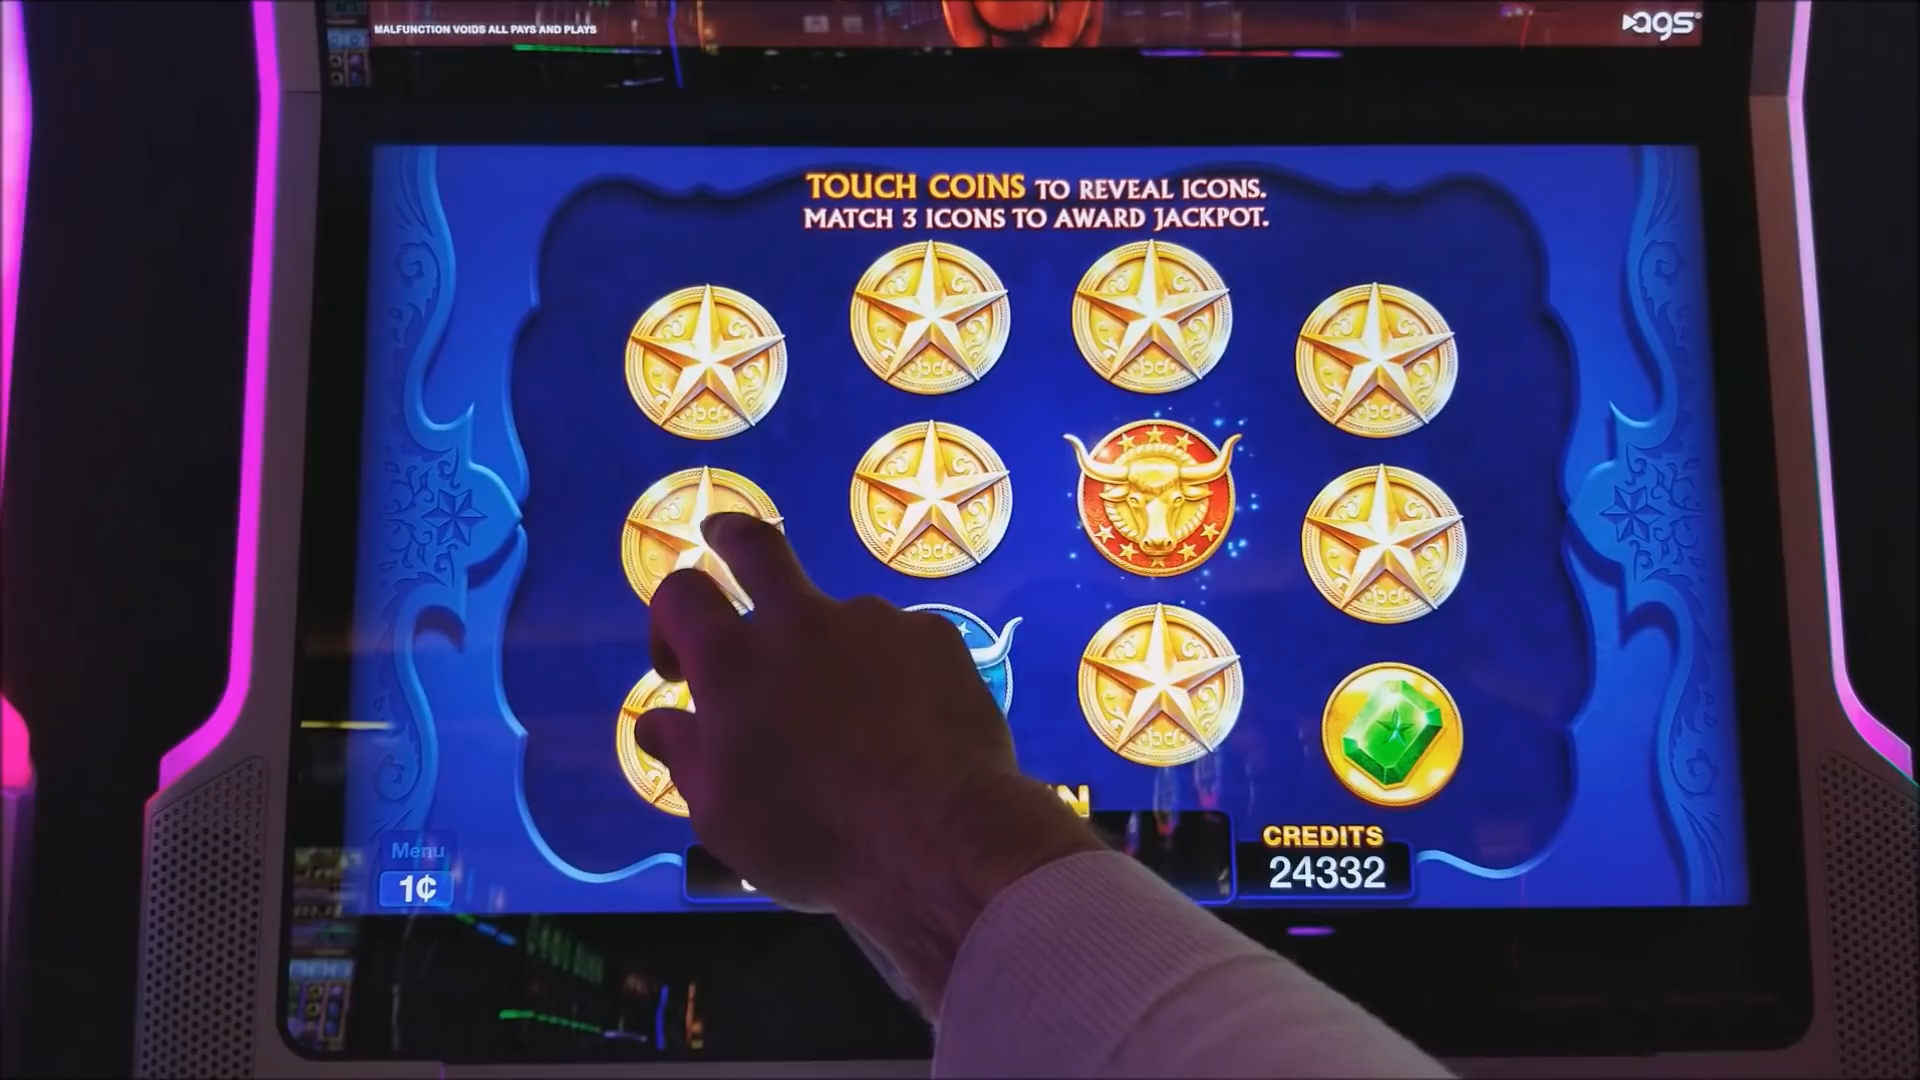 MALFUNCTION VOIDS ALL PAYS AND PLAYS
ags
TOUCH COINS TO REVEAL ICONS.
MATCH 3 ICONS TO AWARD JACKPOT.
CREDITS
24332
Menu
1¢